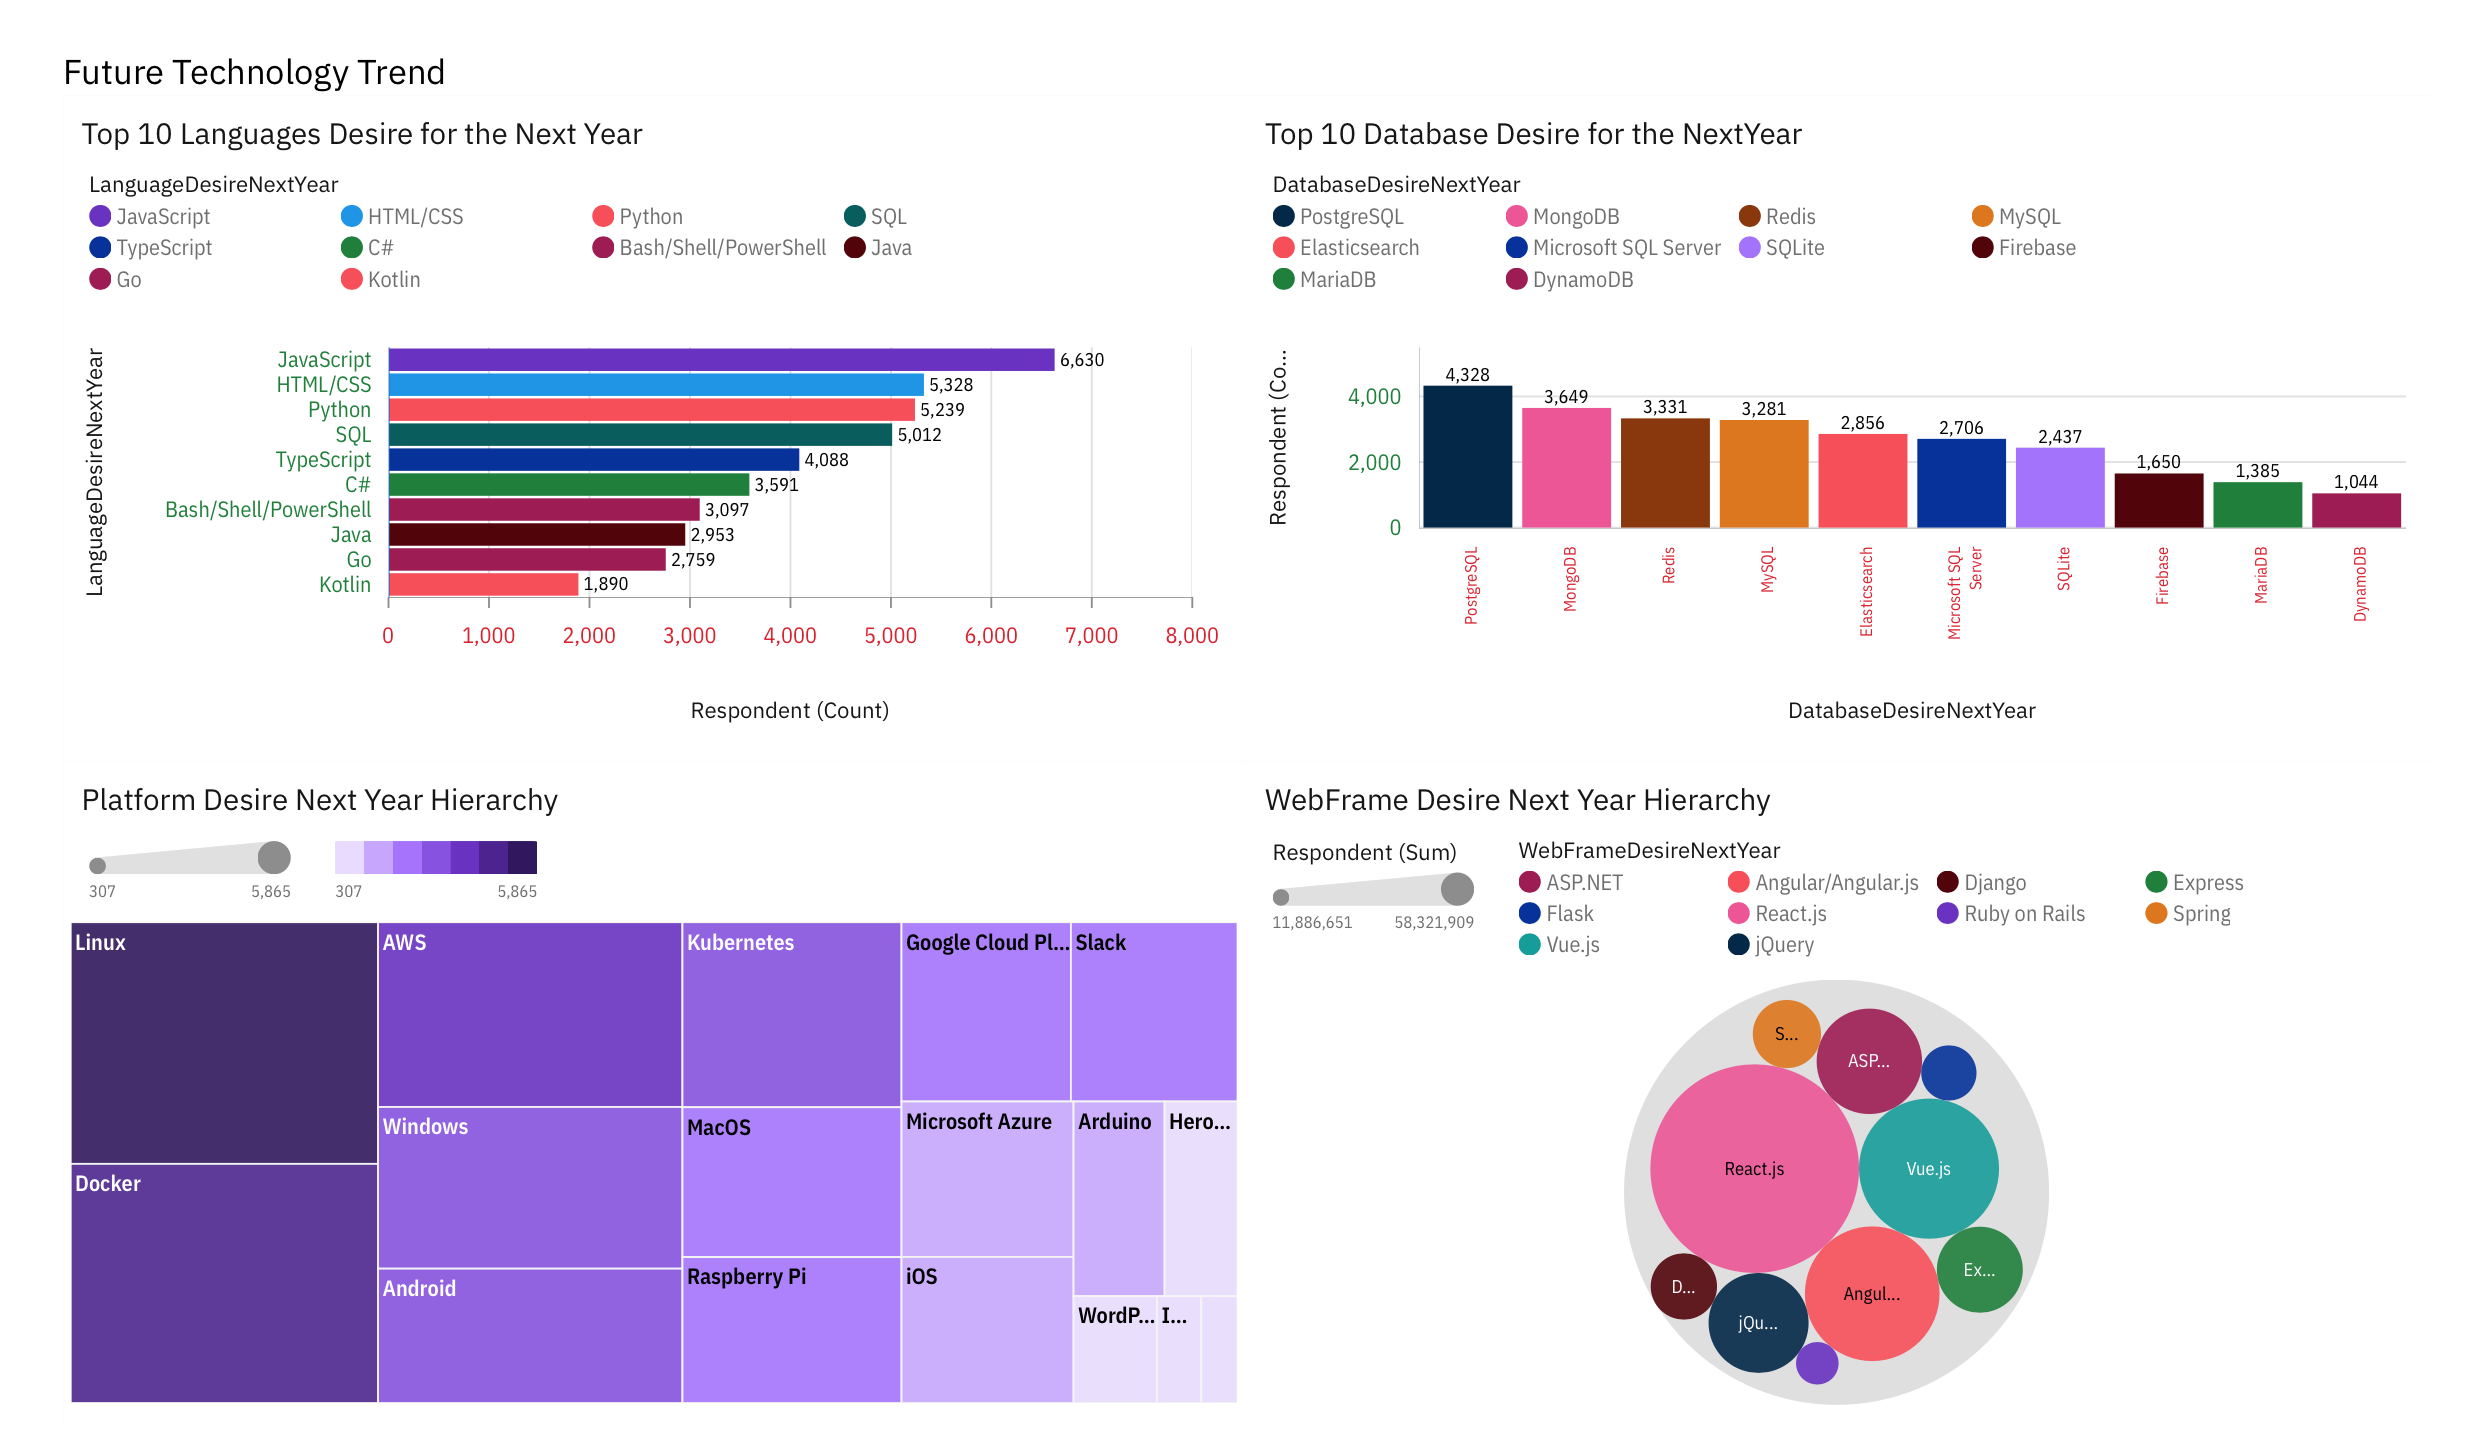 Future Technology Trend
Top 10 Languages Desire for the Next Year
LanguageDesireNextYear
JavaScript HTML/CSS Python SQL
TypeScript C# Bash/Shell/PowerShell Java
Go Kotlin
LanguageDesireNextYear
JavaScript 6,630
HTML/CSS 5,328
Python 5,239
SQL 5,012
TypeScript 4,088
C# 3,591
Bash/Shell/PowerShell 3,097
Java 2,953
Go 2,759
Kotlin 1,890
0 1,000 2,000 3,000 4,000 5,000 6,000 7,000 8,000
Respondent (Count)
Top 10 Database Desire for the NextYear
DatabaseDesireNextYear
PostgreSQL MongoDB Redis MySQL
Elasticsearch Microsoft SQL Server SQLite Firebase
MariaDB DynamoDB
Respondent (Co...
4,000
2,000
0
4,328 3,649 3,331 3,281 2,856 2,706 2,437 1,650 1,385 1,044
PostgreSQL
MongoDB
Redis
MySQL
Elasticsearch
Microsoft SQL
Server
SQLite
Firebase
MariaDB
DynamoDB
DatabaseDesireNextYear
Platform Desire Next Year Hierarchy
307 5,865
307 5,865
Linux
Docker
AWS
Windows
Android
Kubernetes
MacOS
Raspberry Pi
Google Cloud Pl...
Slack
Microsoft Azure
iOS
Arduino
Hero...
WordP...
I...
WebFrame Desire Next Year Hierarchy
Respondent (Sum)
11,886,651 58,321,909
WebFrameDesireNextYear
ASP.NET Angular/Angular.js Django Express
Flask React.js Ruby on Rails Spring
Vue.js jQuery
S...
ASP...
React.js
Vue.js
D...
Ex...
Angul...
jQu...